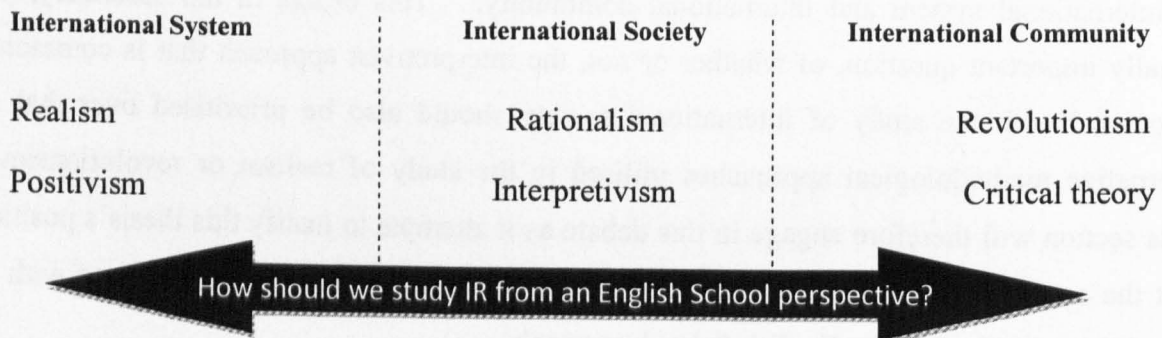 International System International Society International Community
Realism Rationalism Revolutionism
Positivism Interpretivism Critical theory
How should we study IR from an English School perspective?